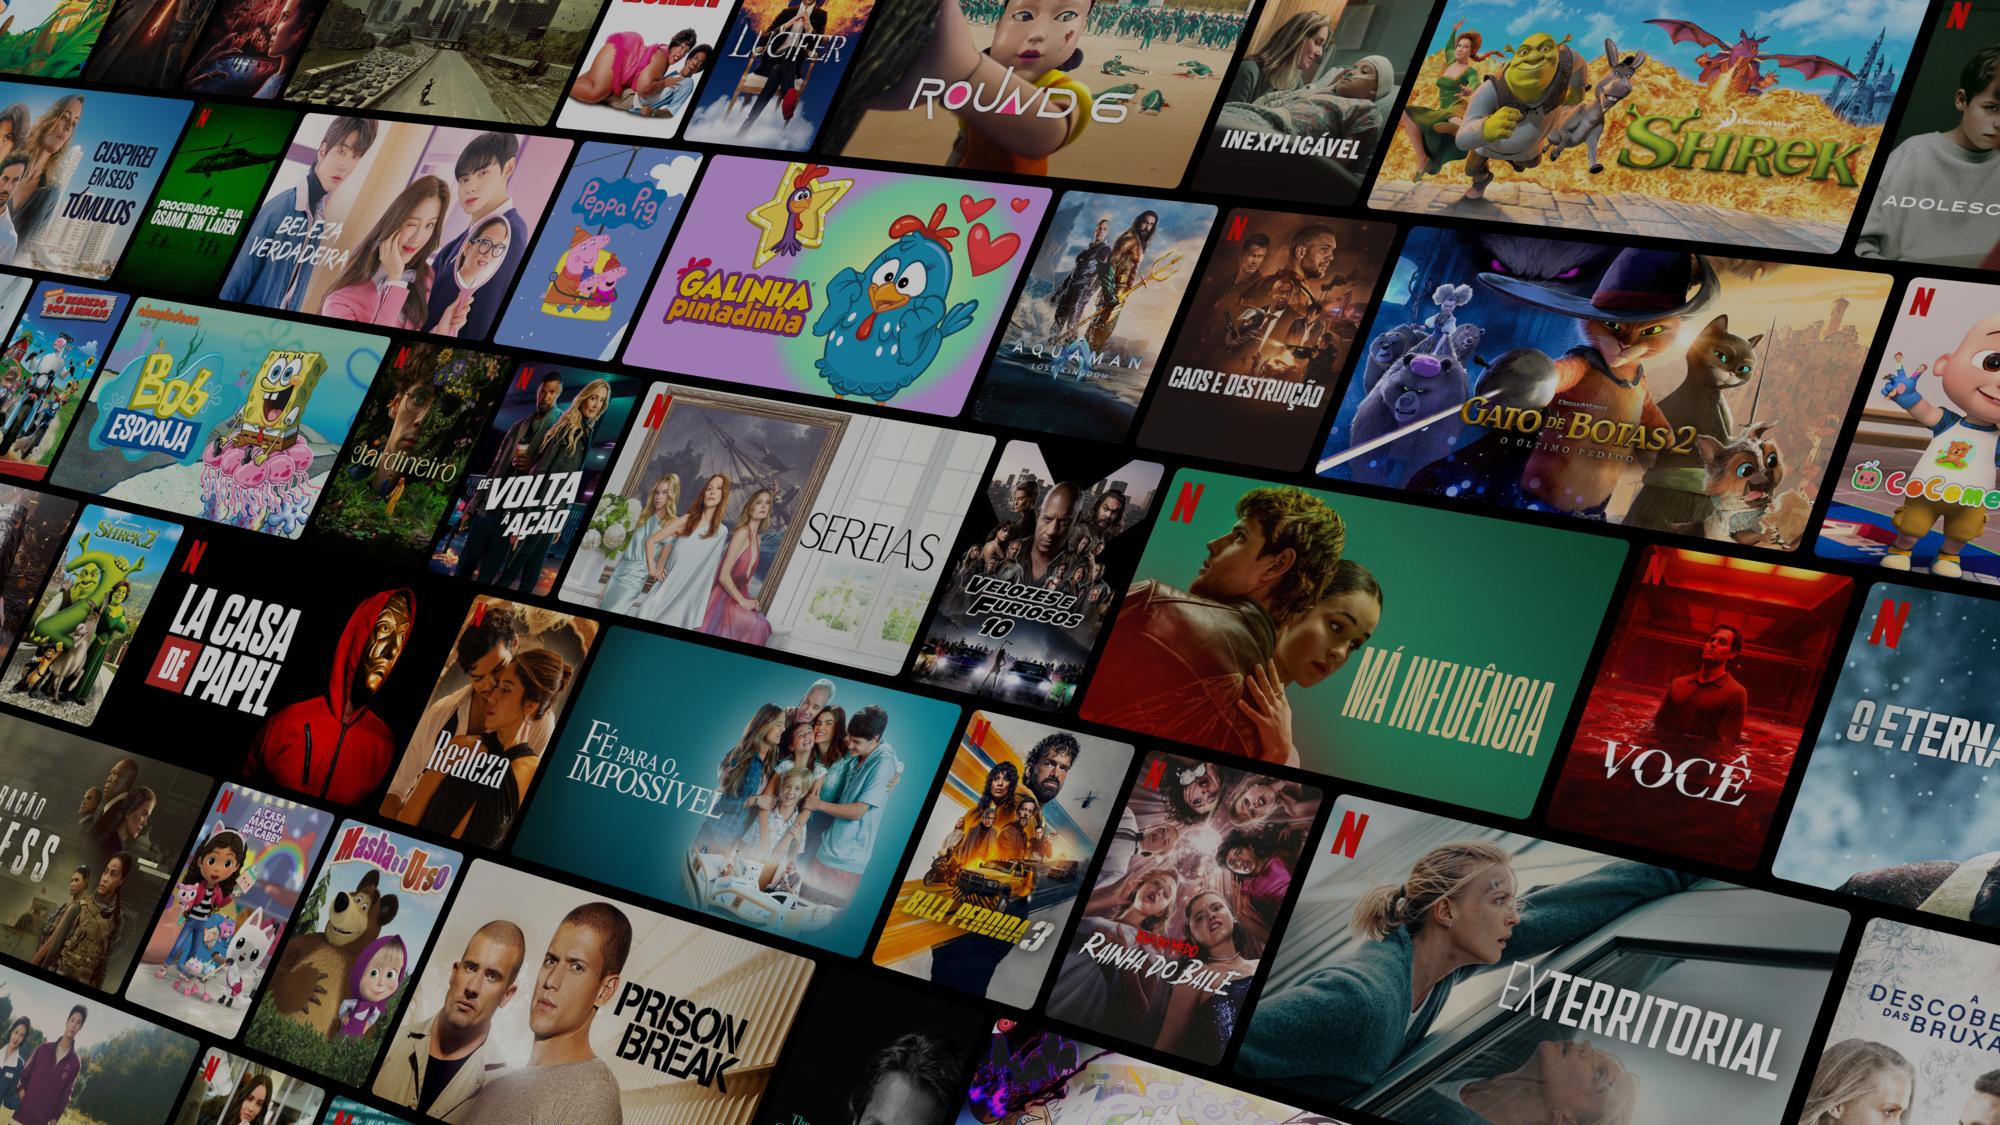 LUCIFER
ROUND 6
INEXPLICÁVEL
DreamWorks
SHREK
N
ADOLESC
CUSPIREI
EM SEUS
TÚMULOS
N
PROCURADOS - EUA
OSAMA BIN LADEN
BELEZA
VERDADEIRA
Peppa Pig
GALINHA
pintadinha
AQUAMAN
LOST KINGDOM
N
CAOS E DESTRUIÇÃO
DREAMWORKS
GATO DE BOTAS 2
O ÚLTIMO PEDIDO
N
CoCome
O SEGREDO
DOS ANIMAIS
nickelodeon
BOB
ESPONJA
N
o Jardineiro
N
DE VOLTA
À AÇÃO
N
SEREIAS
VELOZES E
FURIOSOS
10
N
MÁ INFLUÊNCIA
N
VOCÊ
N
O ETERNA
SHREK 2
N
LA CASA
DE PAPEL
N
Realeza
FÉ PARA O
IMPOSSÍVEL
N
BALA PERDIDA 3
N
RUA DO MEDO
RAINHA DO BAILE
N
EXTERRITORIAL
A
DESCOBE
DAS BRUXA
RAÇÃO
ESS
N
A CASA
MÁGICA
DA GABBY
Masha e o Urso
PRISON
BREAK
N
N
The